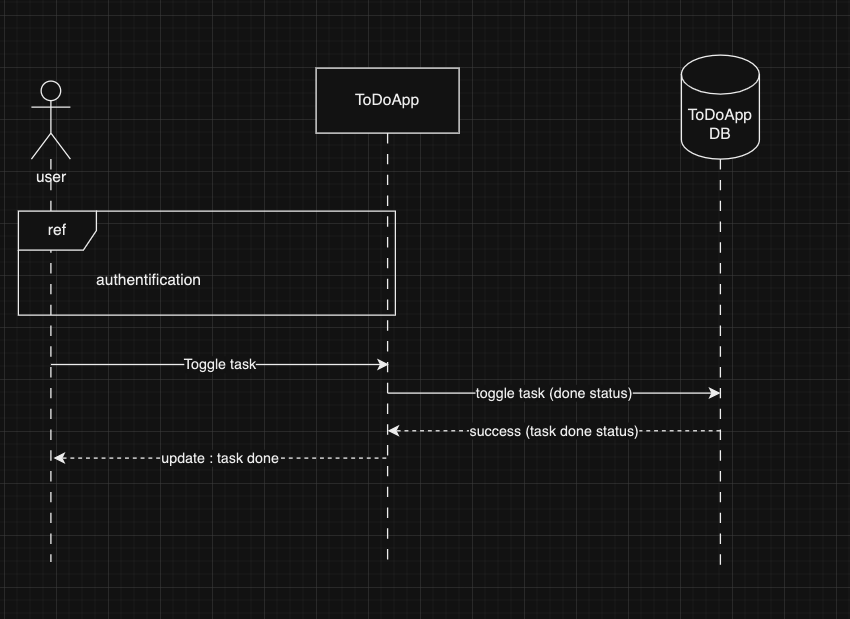 ToDoApp
ToDoApp
DB
user
ref
authentification
Toggle task
toggle task (done status)
success (task done status)
update : task done